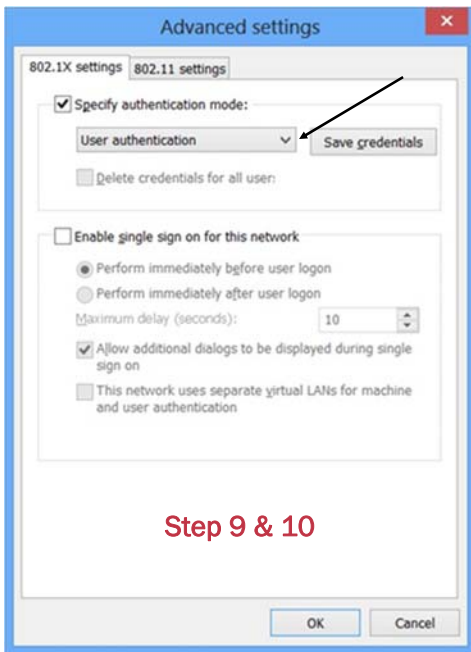 Advanced settings
802.1X settings 802.11 settings
Specify authentication mode:
User authentication Save credentials
Delete credentials for all user:
Enable single sign on for this network
Perform immediately before user logon
Perform immediately after user logon
Maximum delay (seconds): 10
Allow additional dialogs to be displayed during single
sign on
This network uses separate virtual LANs for machine
and user authentication
Step 9 & 10
OK Cancel